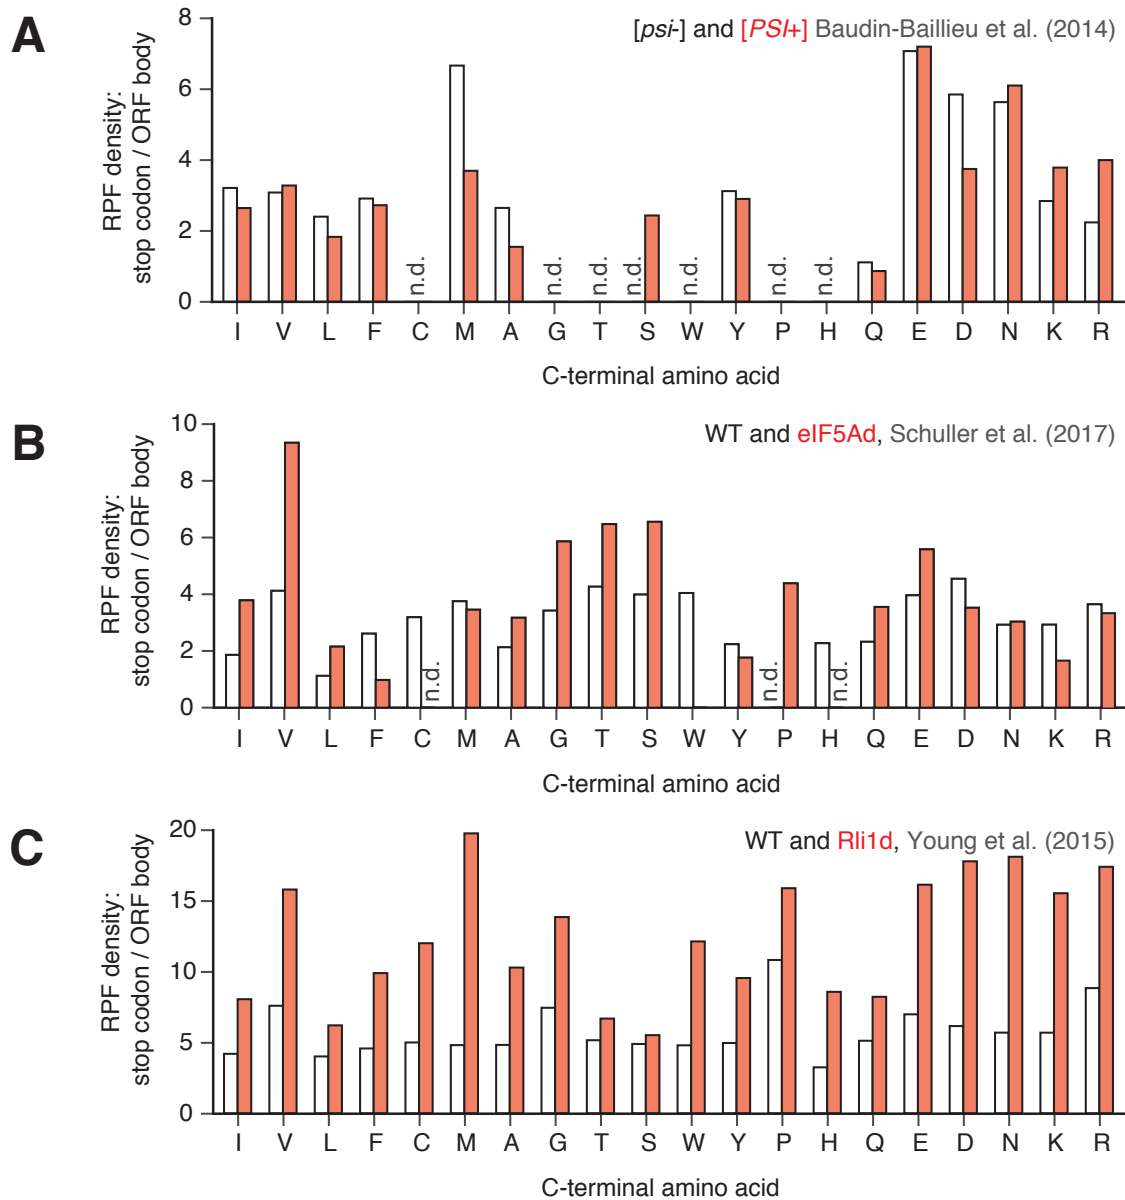 A
[psi-] and [PSI+] Baudin-Baillieu et al. (2014)
RPF density:
stop codon / ORF body
8
6
4
2
0
n.d. n.d. n.d. n.d. n.d. n.d. n.d.
I V L F C M A G T S W Y P H Q E D N K R
C-terminal amino acid
B
WT and eIF5Ad, Schuller et al. (2017)
RPF density:
stop codon / ORF body
10
8
6
4
2
0
n.d. n.d. n.d.
I V L F C M A G T S W Y P H Q E D N K R
C-terminal amino acid
C
WT and Rli1d, Young et al. (2015)
RPF density:
stop codon / ORF body
20
15
10
5
0
I V L F C M A G T S W Y P H Q E D N K R
C-terminal amino acid